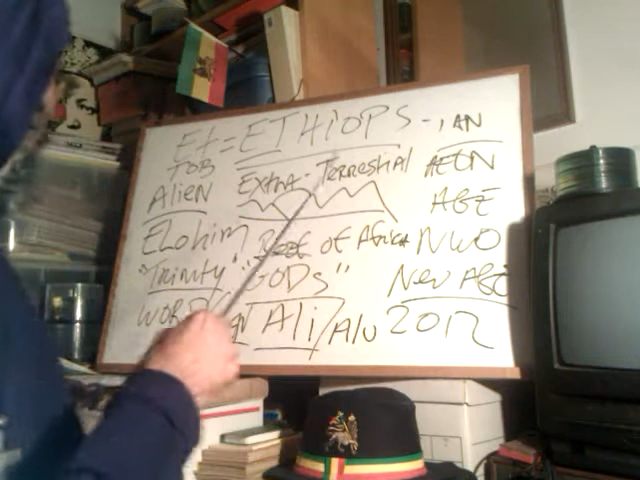 Et = ETHIOPS - IAN
TOB EXTRA-TERRESTIAL AEON
ALIEN AGE
ELOHIM OF AFRICA NWO
"TRINITY" "GODS" NEW AGE
WORD ALI/ALU 2012